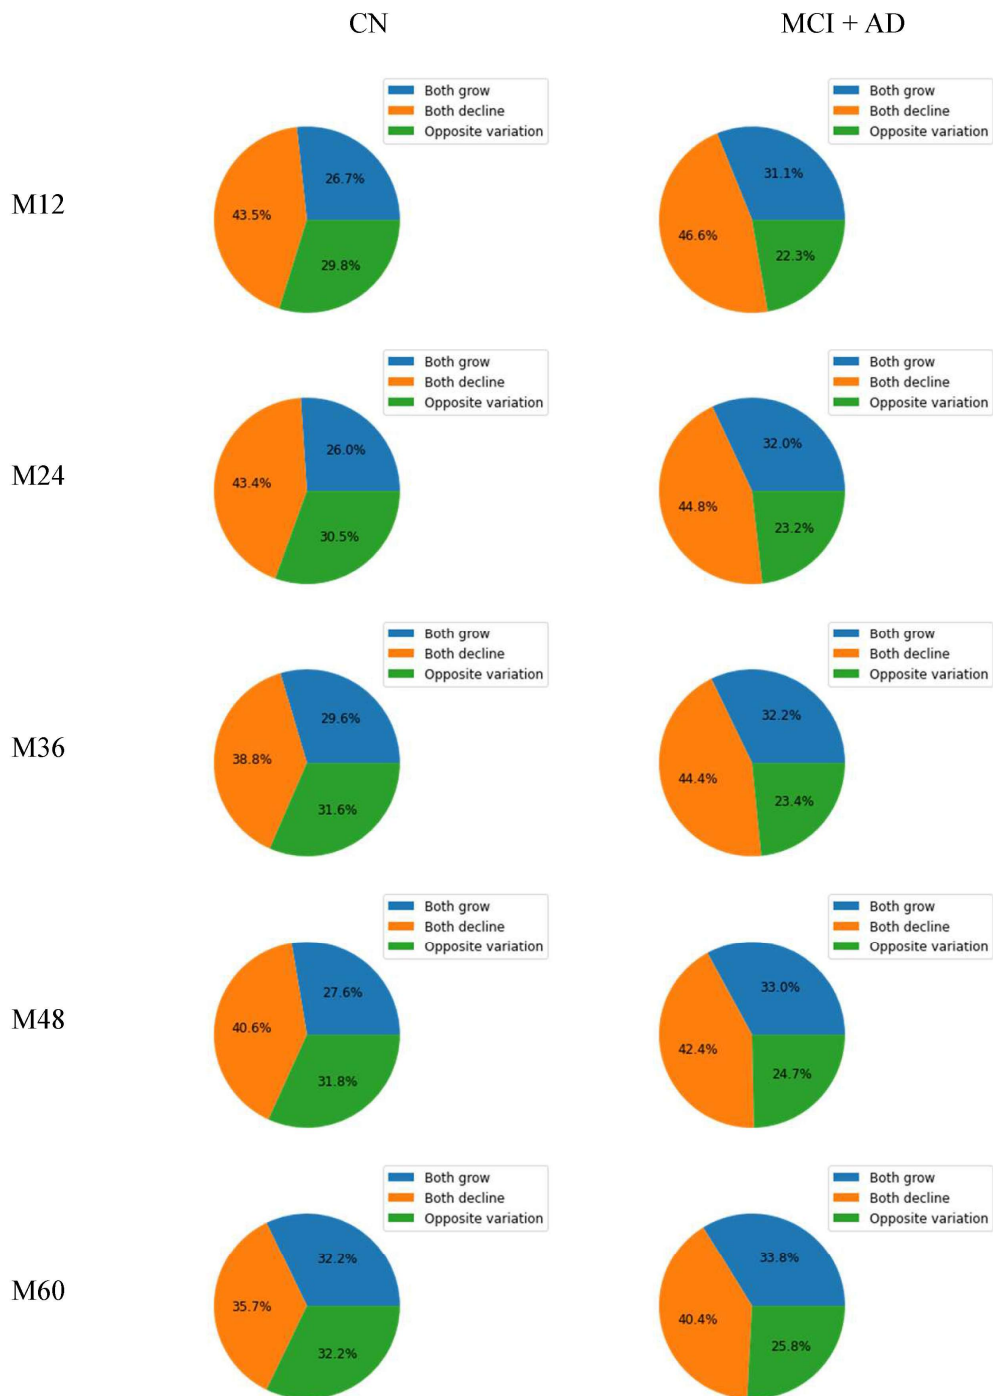 CN
MCI + AD
M12
Both grow
Both decline
Opposite variation
26.7%
43.5%
29.8%
Both grow
Both decline
Opposite variation
31.1%
46.6%
22.3%
M24
Both grow
Both decline
Opposite variation
26.0%
43.4%
30.5%
Both grow
Both decline
Opposite variation
32.0%
44.8%
23.2%
M36
Both grow
Both decline
Opposite variation
29.6%
38.8%
31.6%
Both grow
Both decline
Opposite variation
32.2%
44.4%
23.4%
M48
Both grow
Both decline
Opposite variation
27.6%
40.6%
31.8%
Both grow
Both decline
Opposite variation
33.0%
42.4%
24.7%
M60
Both grow
Both decline
Opposite variation
32.2%
35.7%
32.2%
Both grow
Both decline
Opposite variation
33.8%
40.4%
25.8%